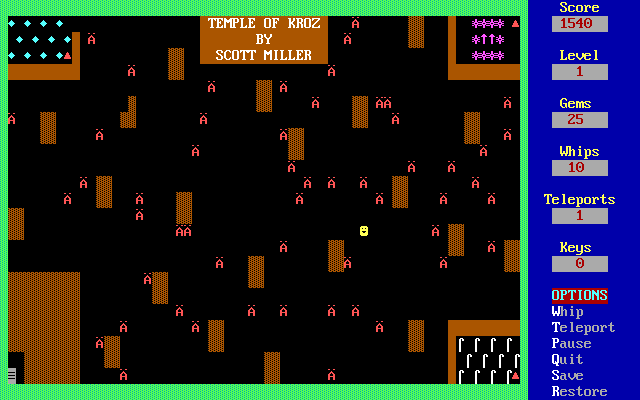 TEMPLE OF KROZ
BY
SCOTT MILLER
Score
1540
Level
1
Gems
25
Whips
10
Teleports
1
Keys
0
OPTIONS
Whip
Teleport
Pause
Quit
Save
Restore